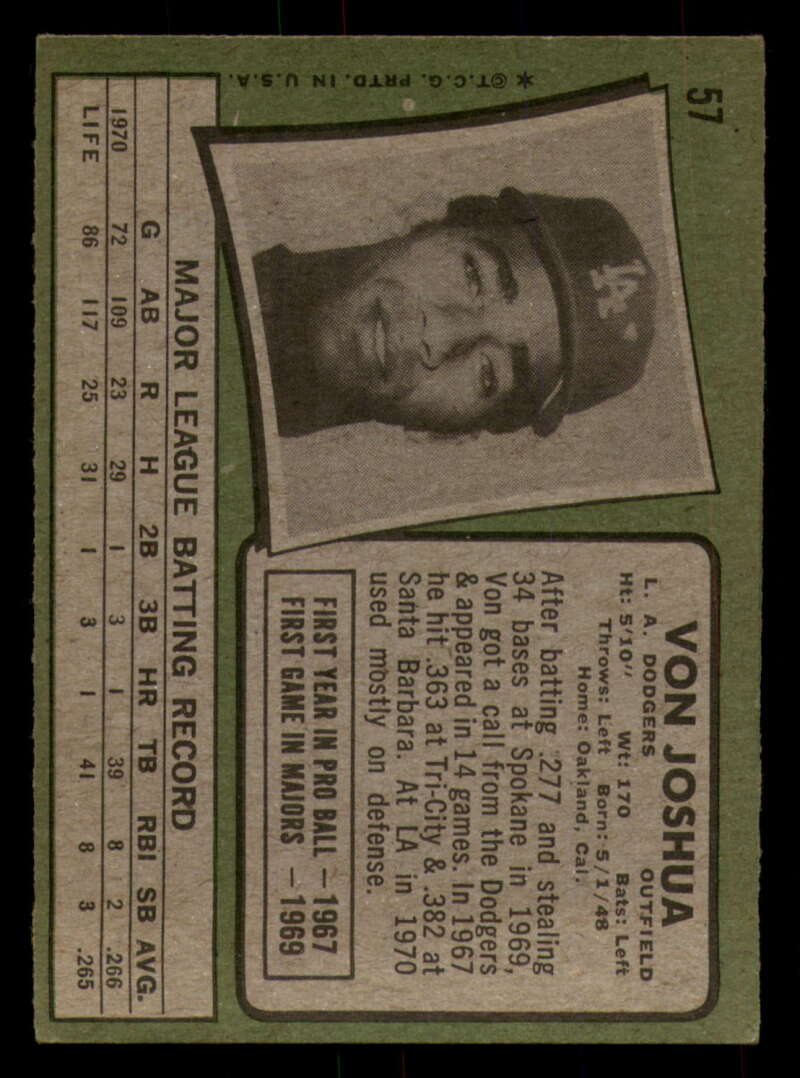 57
VON JOSHUA
L. A. DODGERS OUTFIELD
Ht: 5'10" Wt: 170 Bats: Left
Throws: Left Born: 5/1/48
Home: Oakland, Cal.
After batting .277 and stealing
34 bases at Spokane in 1969,
Von got a call from the Dodgers
& appeared in 14 games. In 1967
he hit .363 at Tri-City & .382 at
Santa Barbara. At LA in 1970
used mostly on defense.
FIRST YEAR IN PRO BALL — 1967
FIRST GAME IN MAJORS — 1969
LA
MAJOR LEAGUE BATTING RECORD
G AB R H 2B 3B HR TB RBI SB AVG.
1970 72 109 23 29 1 3 1 39 8 2 .266
LIFE 86 117 25 31 1 3 1 41 8 3 .265
* ©T.C.G. PRTD. IN U.S.A.